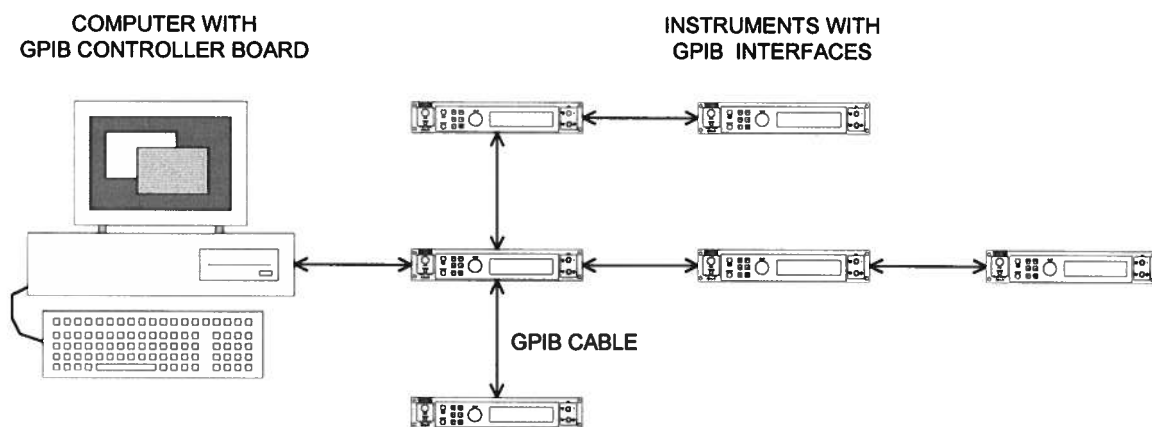 COMPUTER WITH
GPIB CONTROLLER BOARD
INSTRUMENTS WITH
GPIB INTERFACES
GPIB CABLE